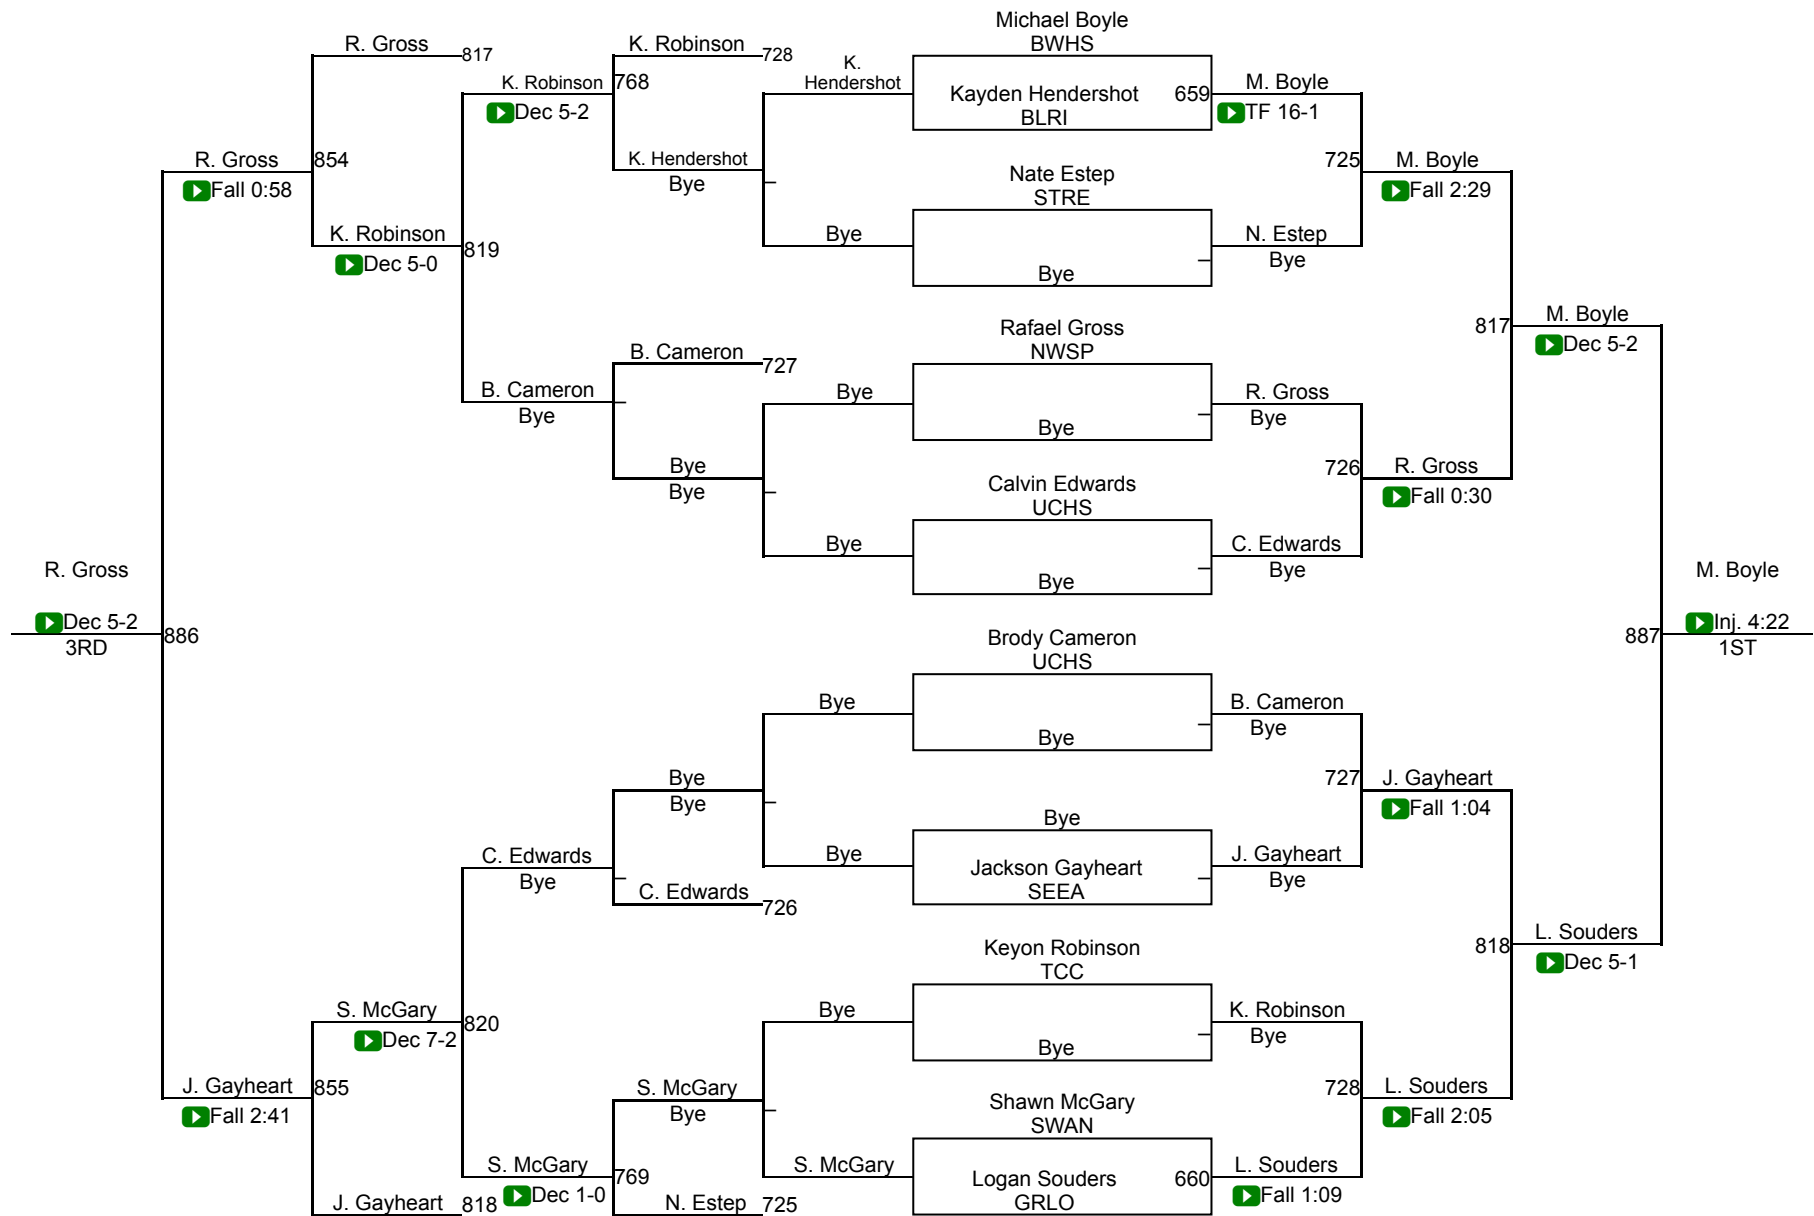 Michael Boyle
BWHS
R. Gross
817
K. Robinson
728
K.
Hendershot
K. Robinson
768
Dec 5-2
Kayden Hendershot
659
BLRI
M. Boyle
TF 16-1
R. Gross
854
Fall 0:58
K. Hendershot
Bye
Nate Estep
STRE
725
M. Boyle
Fall 2:29
K. Robinson
819
Dec 5-0
Bye
Bye
N. Estep
Bye
Rafael Gross
NWSP
817
M. Boyle
Dec 5-2
B. Cameron
727
B. Cameron
Bye
Bye
Bye
R. Gross
Bye
Bye
Bye
Calvin Edwards
UCHS
726
R. Gross
Fall 0:30
Bye
Bye
C. Edwards
Bye
R. Gross
Dec 5-2
3RD
886
M. Boyle
887
Inj. 4:22
1ST
Brody Cameron
UCHS
Bye
Bye
B. Cameron
Bye
Bye
Bye
727
J. Gayheart
Fall 1:04
Bye
C. Edwards
Bye
Bye
Jackson Gayheart
SEEA
J. Gayheart
Bye
C. Edwards
726
Keyon Robinson
TCC
818
L. Souders
Dec 5-1
S. McGary
820
Dec 7-2
Bye
Bye
K. Robinson
Bye
J. Gayheart
855
Fall 2:41
S. McGary
Bye
Shawn McGary
SWAN
728
L. Souders
Fall 2:05
S. McGary
769
Dec 1-0
S. McGary
Logan Souders
660
GRLO
L. Souders
Fall 1:09
J. Gayheart
818
N. Estep
725